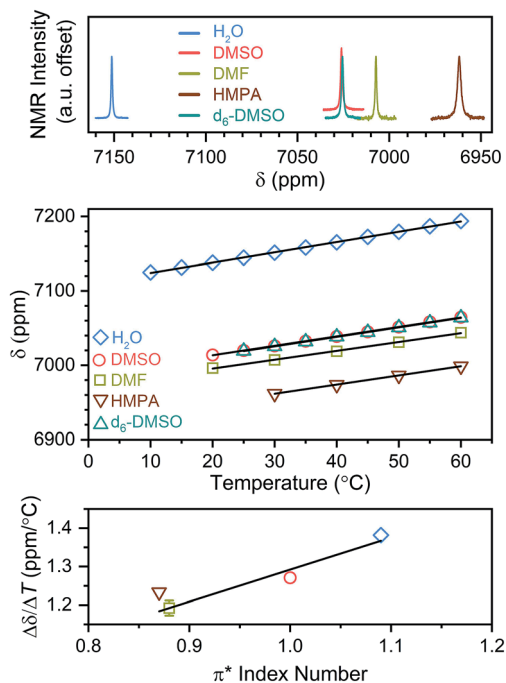 NMR Intensity
(a.u. offset)
H₂O
DMSO
DMF
HMPA
d₆-DMSO
7150 7100 7050 7000 6950
δ (ppm)
δ (ppm)
7200
7100
7000
6900
H₂O
DMSO
DMF
HMPA
d₆-DMSO
0 10 20 30 40 50 60
Temperature (°C)
Δδ/ΔT (ppm/°C)
1.4
1.3
1.2
0.8 0.9 1.0 1.1 1.2
π* Index Number